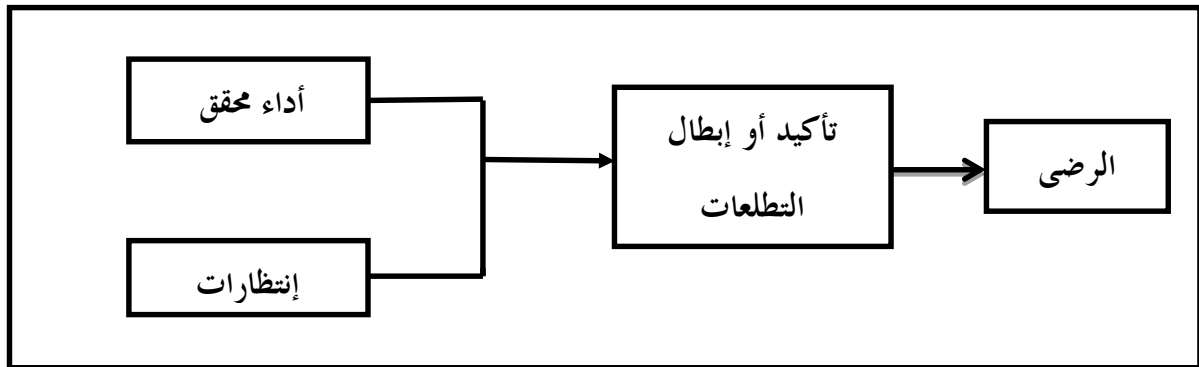 أداء محقق
تأكيد أو إبطال
التطلعات
الرضى
إنتظارات